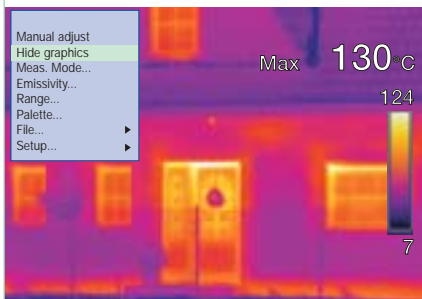 Manual adjust
Hide graphics
Meas. Mode...
Emissivity...
Range...
Palette...
File...
Setup...
Max 130°C
124
7